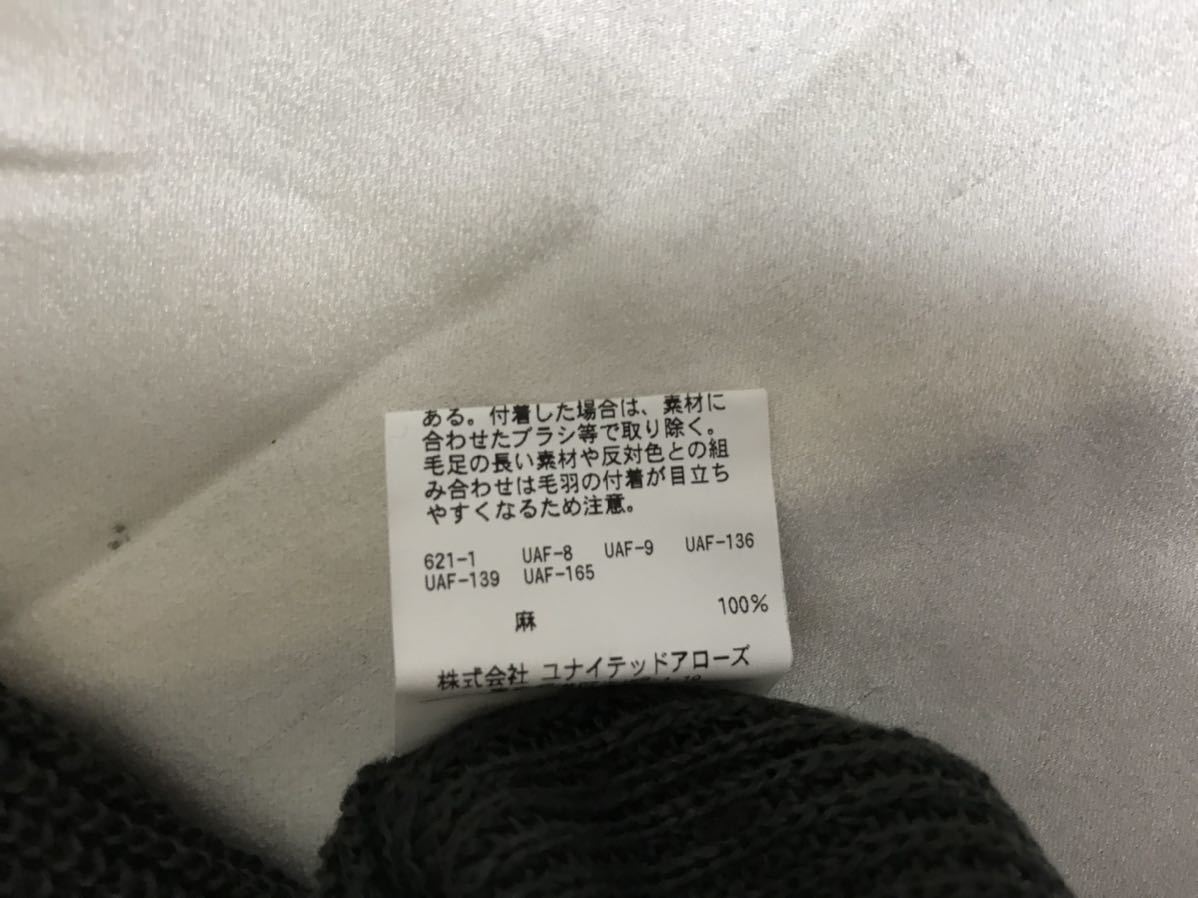 ある。付着した場合は、素材に
合わせたブラシ等で取り除く。
毛足の長い素材や反対色との組
み合わせは毛羽の付着が目立ち
やすくなるため注意。
621-1 UAF-8 UAF-9 UAF-136
UAF-139 UAF-165
麻 100%
株式会社 ユナイテッドアローズ